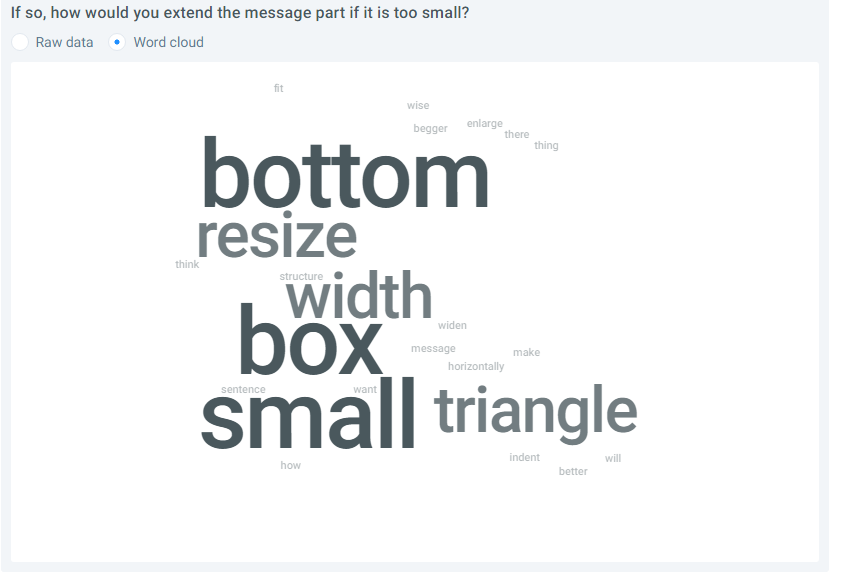 If so, how would you extend the message part if it is too small?
Raw data Word cloud
fit
wise
begger enlarge
there
thing
bottom
resize
think
structure
width
widen
box
message make
horizontally
sentence want
small triangle
indent will
how
better